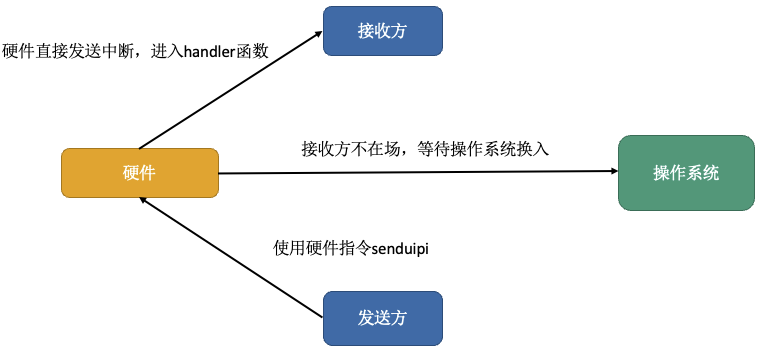 接收方
硬件直接发送中断，进入handler函数
接收方不在场，等待操作系统换入
硬件
操作系统
使用硬件指令senduipi
发送方